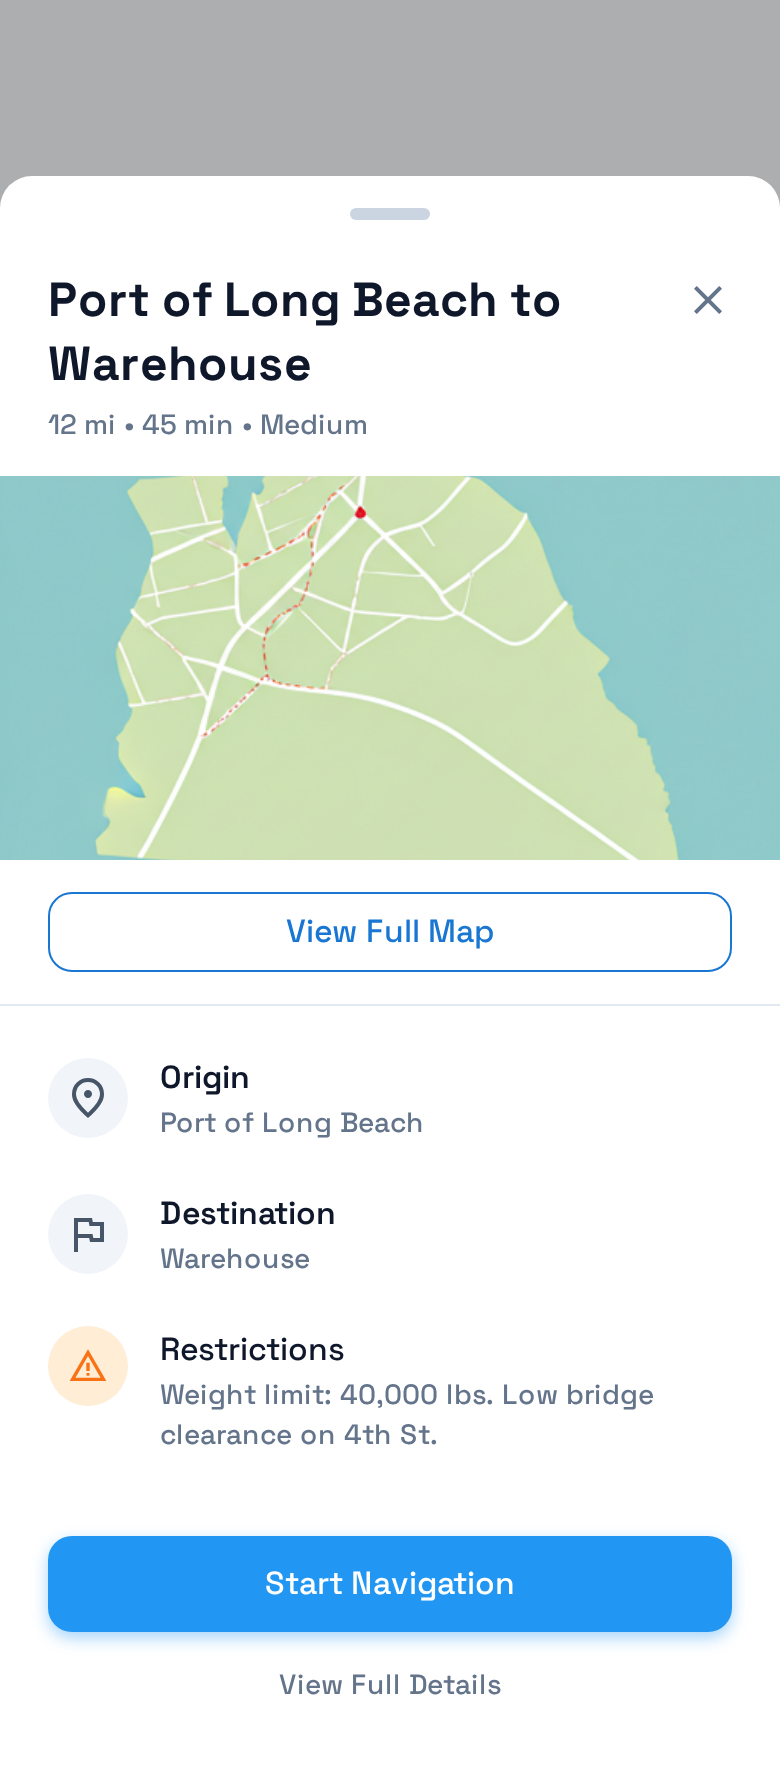 Port of Long Beach to
Warehouse
12 mi • 45 min • Medium
View Full Map
Origin
Port of Long Beach
Destination
Warehouse
Restrictions
Weight limit: 40,000 lbs. Low bridge
clearance on 4th St.
Start Navigation
View Full Details